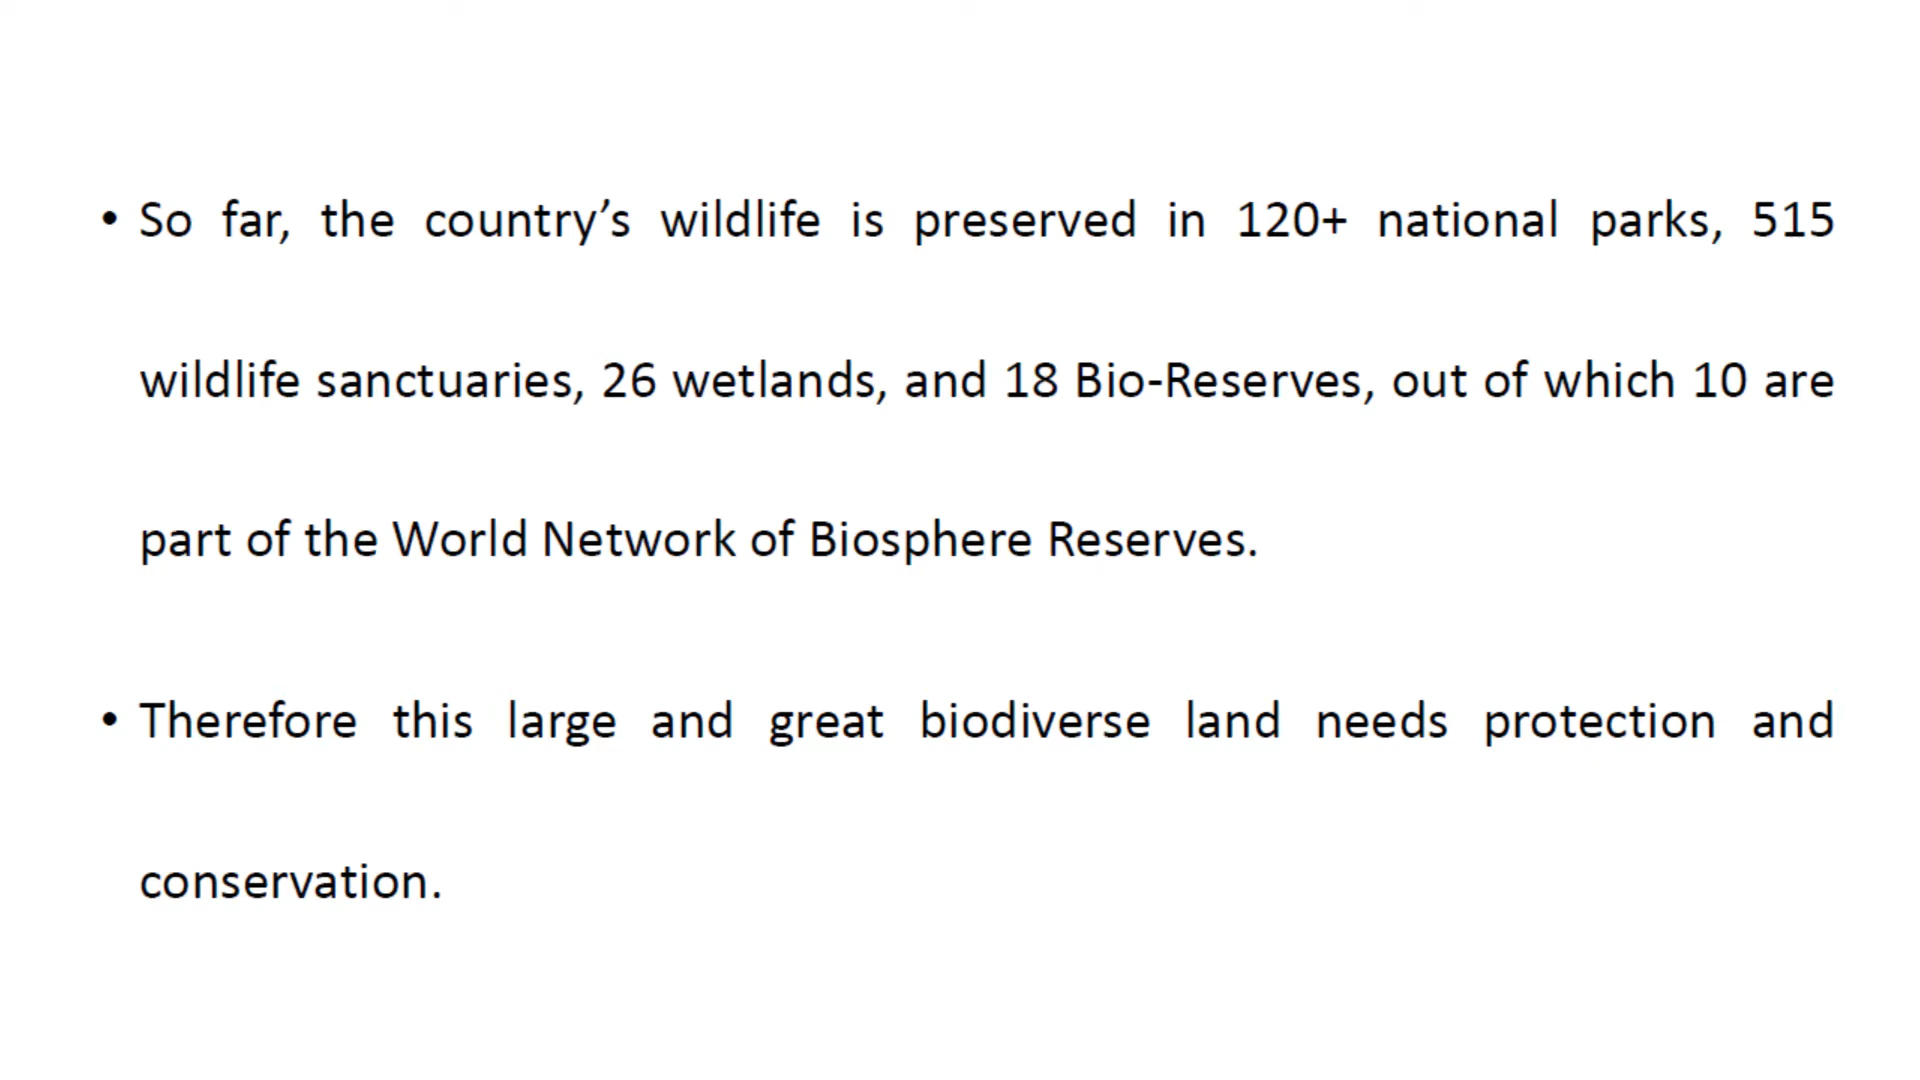 • So far, the country’s wildlife is preserved in 120+ national parks, 515
wildlife sanctuaries, 26 wetlands, and 18 Bio-Reserves, out of which 10 are
part of the World Network of Biosphere Reserves.
• Therefore this large and great biodiverse land needs protection and
conservation.